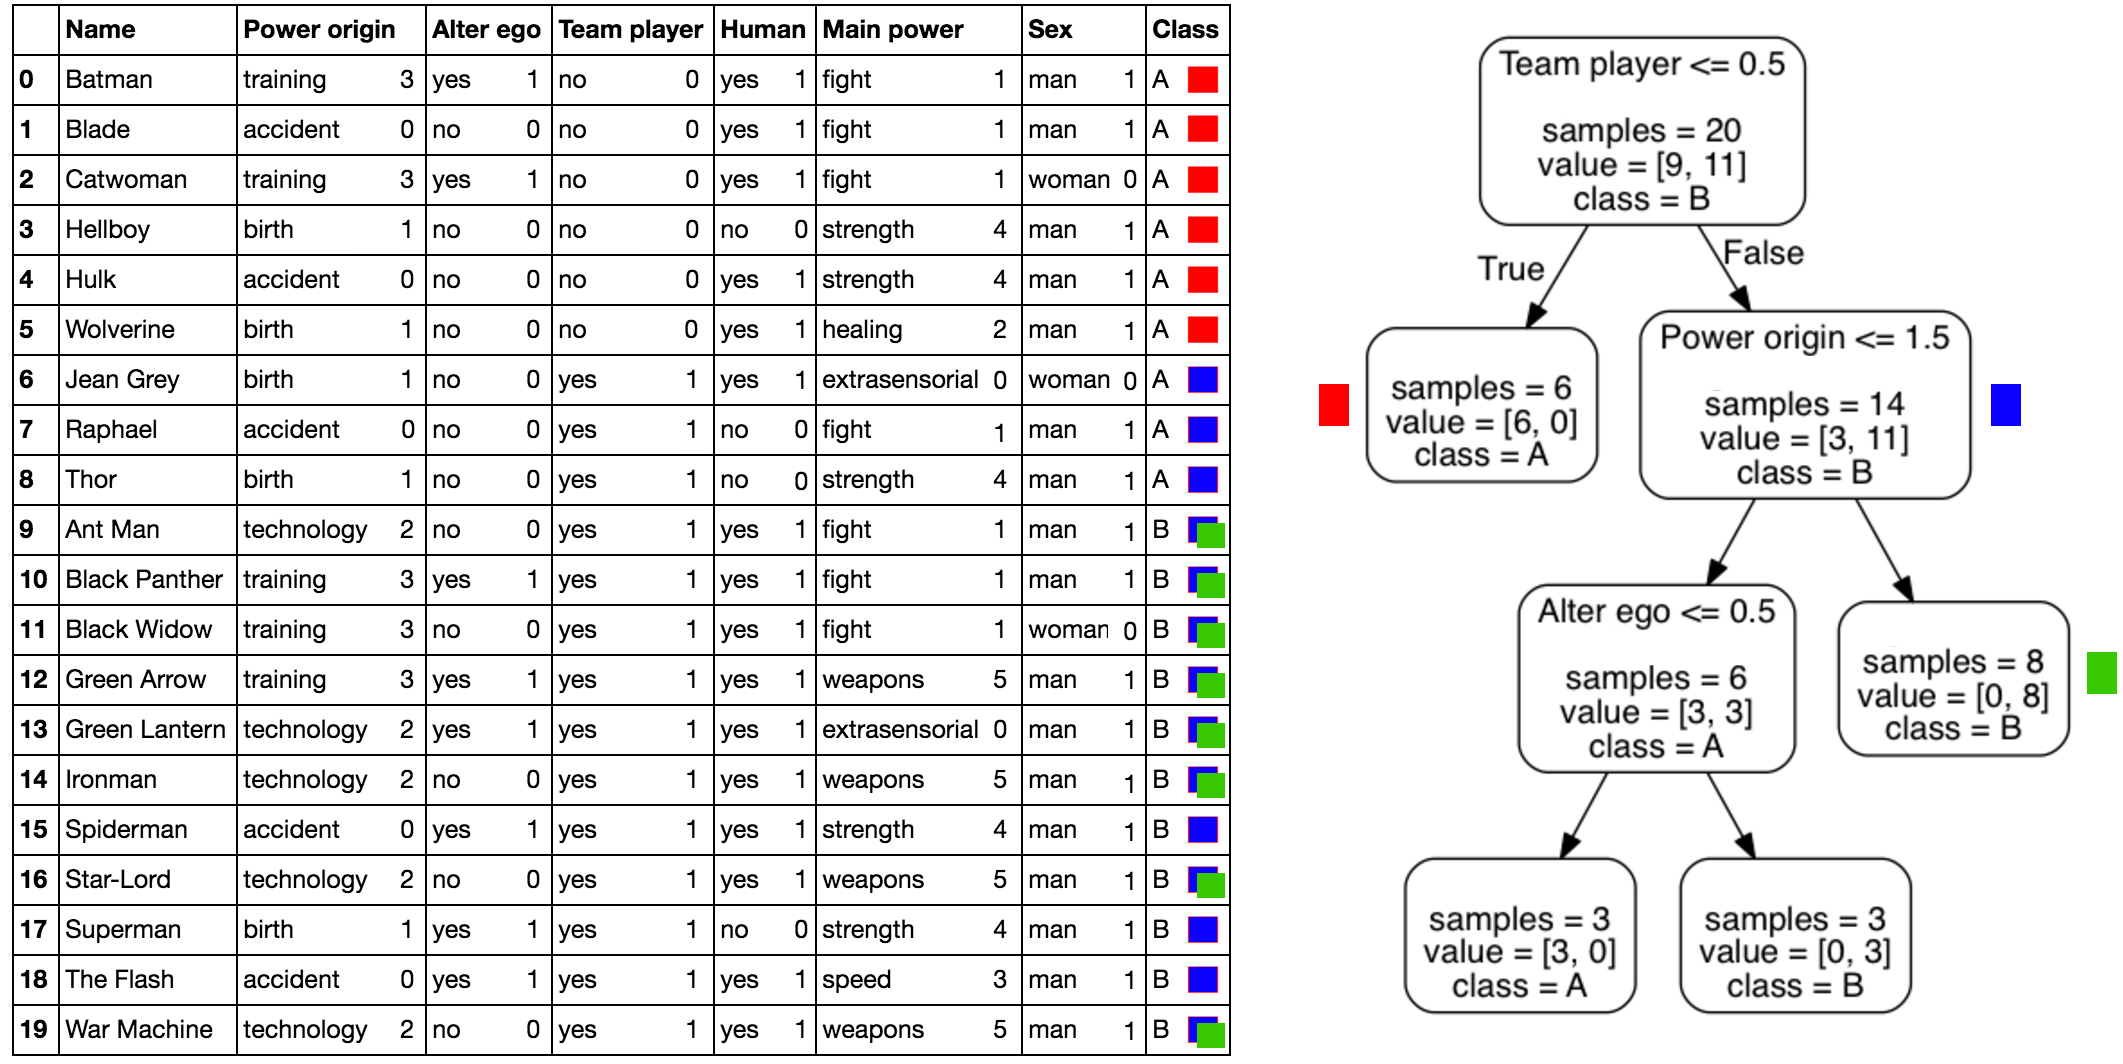 Name Power origin Alter ego Team player Human Main power Sex Class
0 Batman training 3 yes 1 no 0 yes 1 fight 1 man 1 A
1 Blade accident 0 no 0 no 0 yes 1 fight 1 man 1 A
2 Catwoman training 3 yes 1 no 0 yes 1 fight 1 woman 0 A
3 Hellboy birth 1 no 0 no 0 no 0 strength 4 man 1 A
4 Hulk accident 0 no 0 no 0 yes 1 strength 4 man 1 A
5 Wolverine birth 1 no 0 no 0 yes 1 healing 2 man 1 A
6 Jean Grey birth 1 no 0 yes 1 yes 1 extrasensorial 0 woman 0 A
7 Raphael accident 0 no 0 yes 1 no 0 fight 1 man 1 A
8 Thor birth 1 no 0 yes 1 no 0 strength 4 man 1 A
9 Ant Man technology 2 no 0 yes 1 yes 1 fight 1 man 1 B
10 Black Panther training 3 yes 1 yes 1 yes 1 fight 1 man 1 B
11 Black Widow training 3 no 0 yes 1 yes 1 fight 1 woman 0 B
12 Green Arrow training 3 yes 1 yes 1 yes 1 weapons 5 man 1 B
13 Green Lantern technology 2 yes 1 yes 1 yes 1 extrasensorial 0 man 1 B
14 Ironman technology 2 no 0 yes 1 yes 1 weapons 5 man 1 B
15 Spiderman accident 0 yes 1 yes 1 yes 1 strength 4 man 1 B
16 Star-Lord technology 2 no 0 yes 1 yes 1 weapons 5 man 1 B
17 Superman birth 1 yes 1 yes 1 no 0 strength 4 man 1 B
18 The Flash accident 0 yes 1 yes 1 yes 1 speed 3 man 1 B
19 War Machine technology 2 no 0 yes 1 yes 1 weapons 5 man 1 B
Team player <= 0.5
samples = 20
value = [9, 11]
class = B
True
False
samples = 6
value = [6, 0]
class = A
Power origin <= 1.5
samples = 14
value = [3, 11]
class = B
Alter ego <= 0.5
samples = 6
value = [3, 3]
class = A
samples = 8
value = [0, 8]
class = B
samples = 3
value = [3, 0]
class = A
samples = 3
value = [0, 3]
class = B